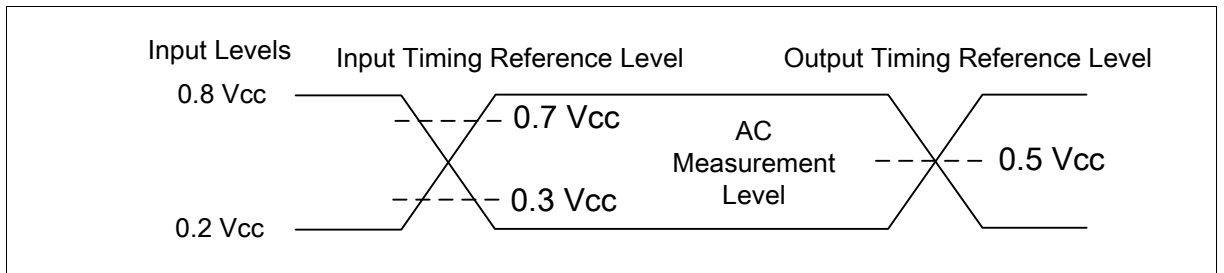 Input Levels
Input Timing Reference Level
Output Timing Reference Level
0.8 Vcc
0.7 Vcc
AC
Measurement
Level
0.5 Vcc
0.3 Vcc
0.2 Vcc